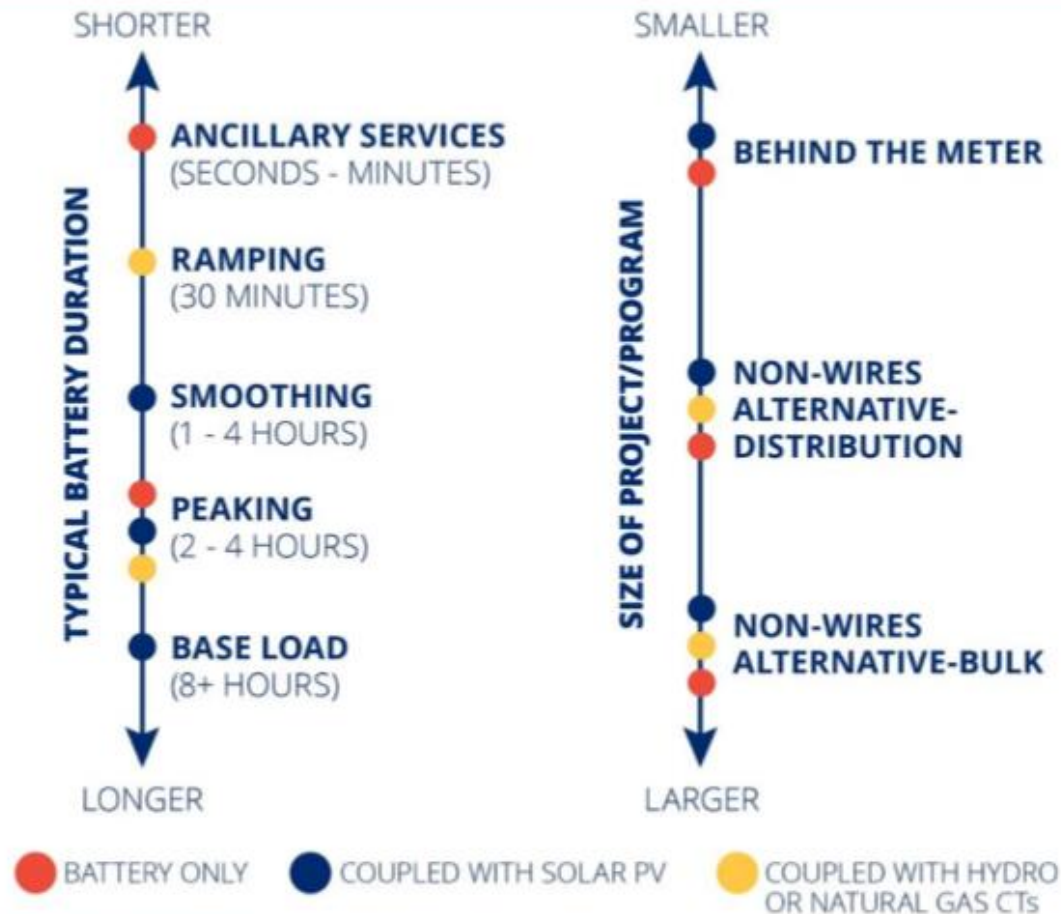 SHORTER
TYPICAL BATTERY DURATION
ANCILLARY SERVICES
(SECONDS - MINUTES)
RAMPING
(30 MINUTES)
SMOOTHING
(1 - 4 HOURS)
PEAKING
(2 - 4 HOURS)
BASE LOAD
(8+ HOURS)
LONGER
SMALLER
SIZE OF PROJECT/PROGRAM
BEHIND THE METER
NON-WIRES
ALTERNATIVE-
DISTRIBUTION
NON-WIRES
ALTERNATIVE-BULK
LARGER
BATTERY ONLY
COUPLED WITH SOLAR PV
COUPLED WITH HYDRO
OR NATURAL GAS CTs